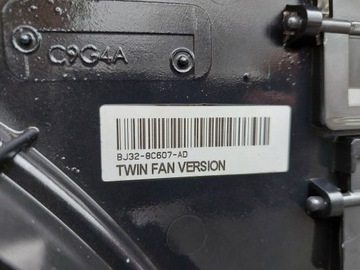 C9G4A
BJ32-8C607-AD
TWIN FAN VERSION